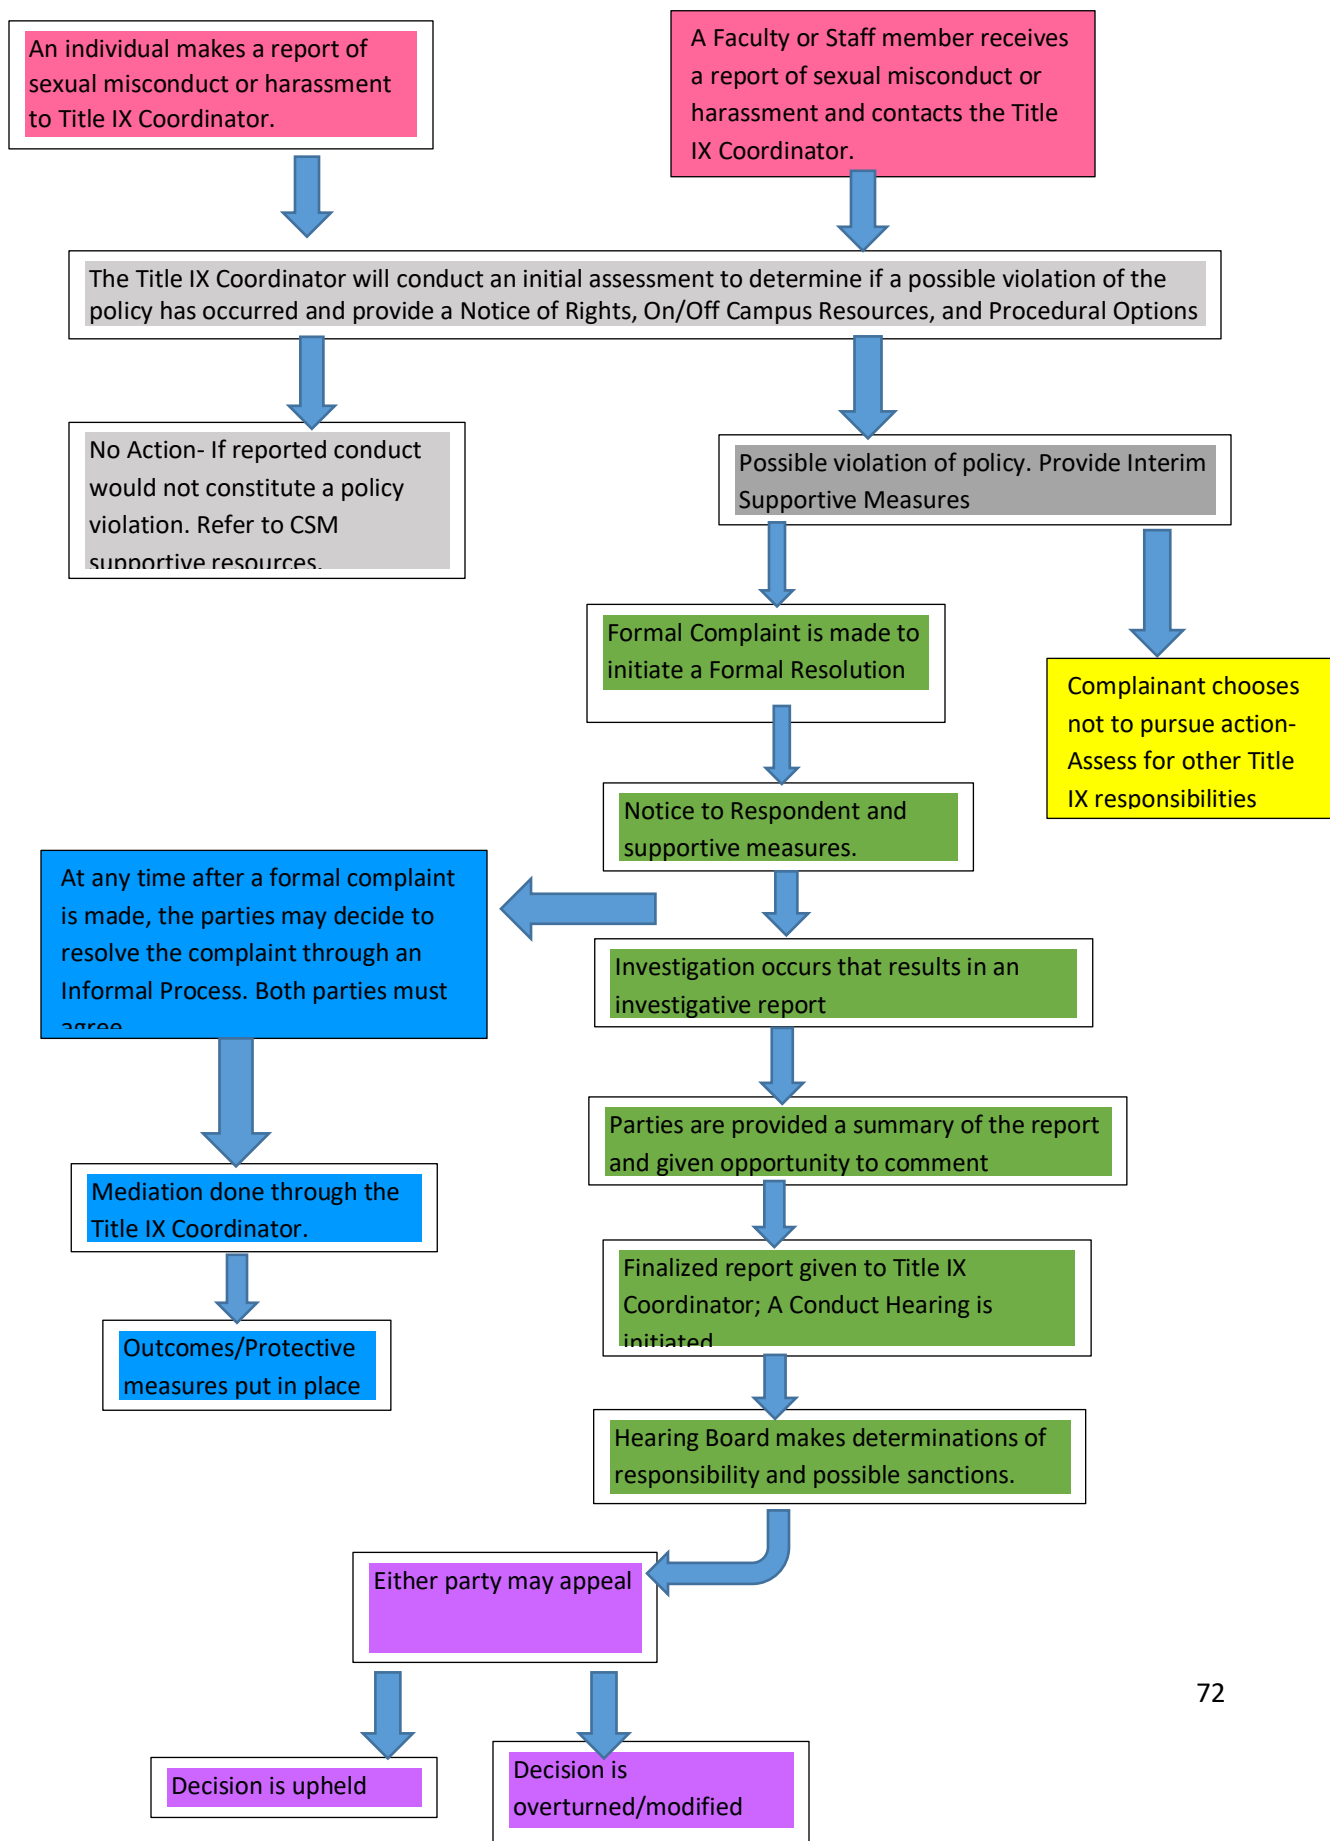 An individual makes a report of
sexual misconduct or harassment
to Title IX Coordinator.
A Faculty or Staff member receives
a report of sexual misconduct or
harassment and contacts the Title
IX Coordinator.
The Title IX Coordinator will conduct an initial assessment to determine if a possible violation of the
policy has occurred and provide a Notice of Rights, On/Off Campus Resources, and Procedural Options
No Action- If reported conduct
would not constitute a policy
violation. Refer to CSM
supportive resources.
Possible violation of policy. Provide Interim
Supportive Measures
Formal Complaint is made to
initiate a Formal Resolution
Complainant chooses
not to pursue action-
Assess for other Title
IX responsibilities
Notice to Respondent and
supportive measures.
At any time after a formal complaint
is made, the parties may decide to
resolve the complaint through an
Informal Process. Both parties must
agree
Investigation occurs that results in an
investigative report
Parties are provided a summary of the report
and given opportunity to comment
Mediation done through the
Title IX Coordinator.
Finalized report given to Title IX
Coordinator; A Conduct Hearing is
initiated
Outcomes/Protective
measures put in place
Hearing Board makes determinations of
responsibility and possible sanctions.
Either party may appeal
72
Decision is upheld
Decision is
overturned/modified